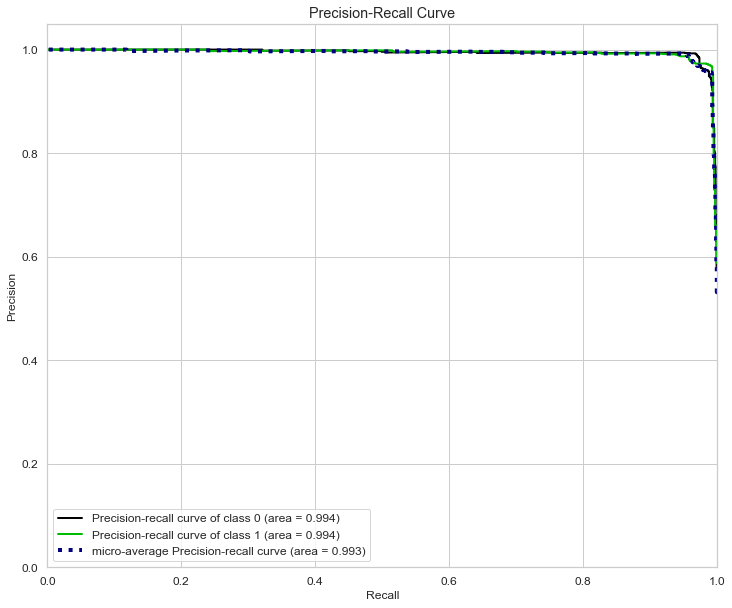 Precision-Recall Curve
1.0
0.8
0.6
0.4
0.2
0.0
Precision
Precision-recall curve of class 0 (area = 0.994)
Precision-recall curve of class 1 (area = 0.994)
micro-average Precision-recall curve (area = 0.993)
0.0 0.2 0.4 0.6 0.8 1.0
Recall